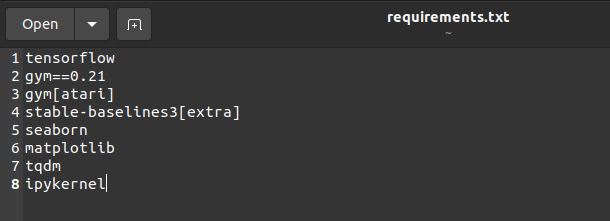 Open
requirements.txt
~
1 tensorflow
2 gym==0.21
3 gym[atari]
4 stable-baselines3[extra]
5 seaborn
6 matplotlib
7 tqdm
8 ipykernel